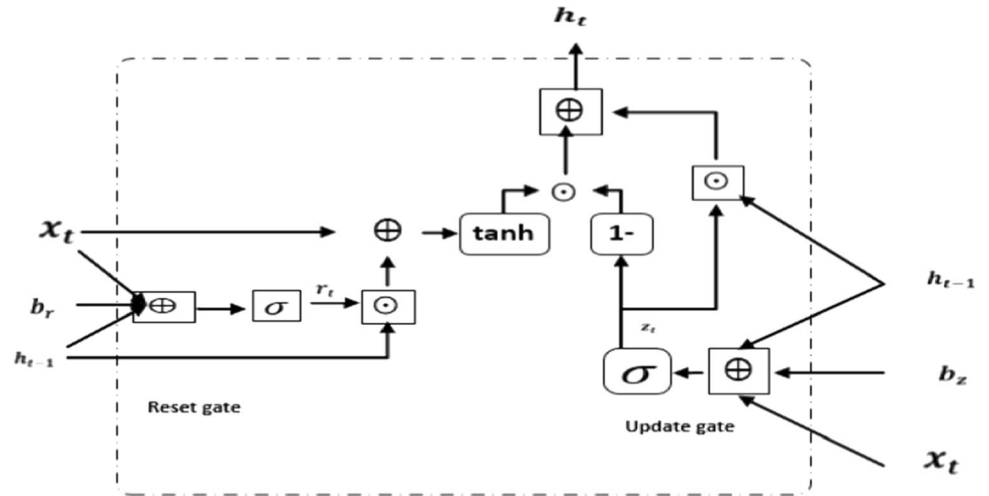 h_t
x_t
tanh
1-
b_r
σ
r_t
h_{t-1}
h_{t-1}
z_t
σ
b_z
Reset gate
Update gate
x_t